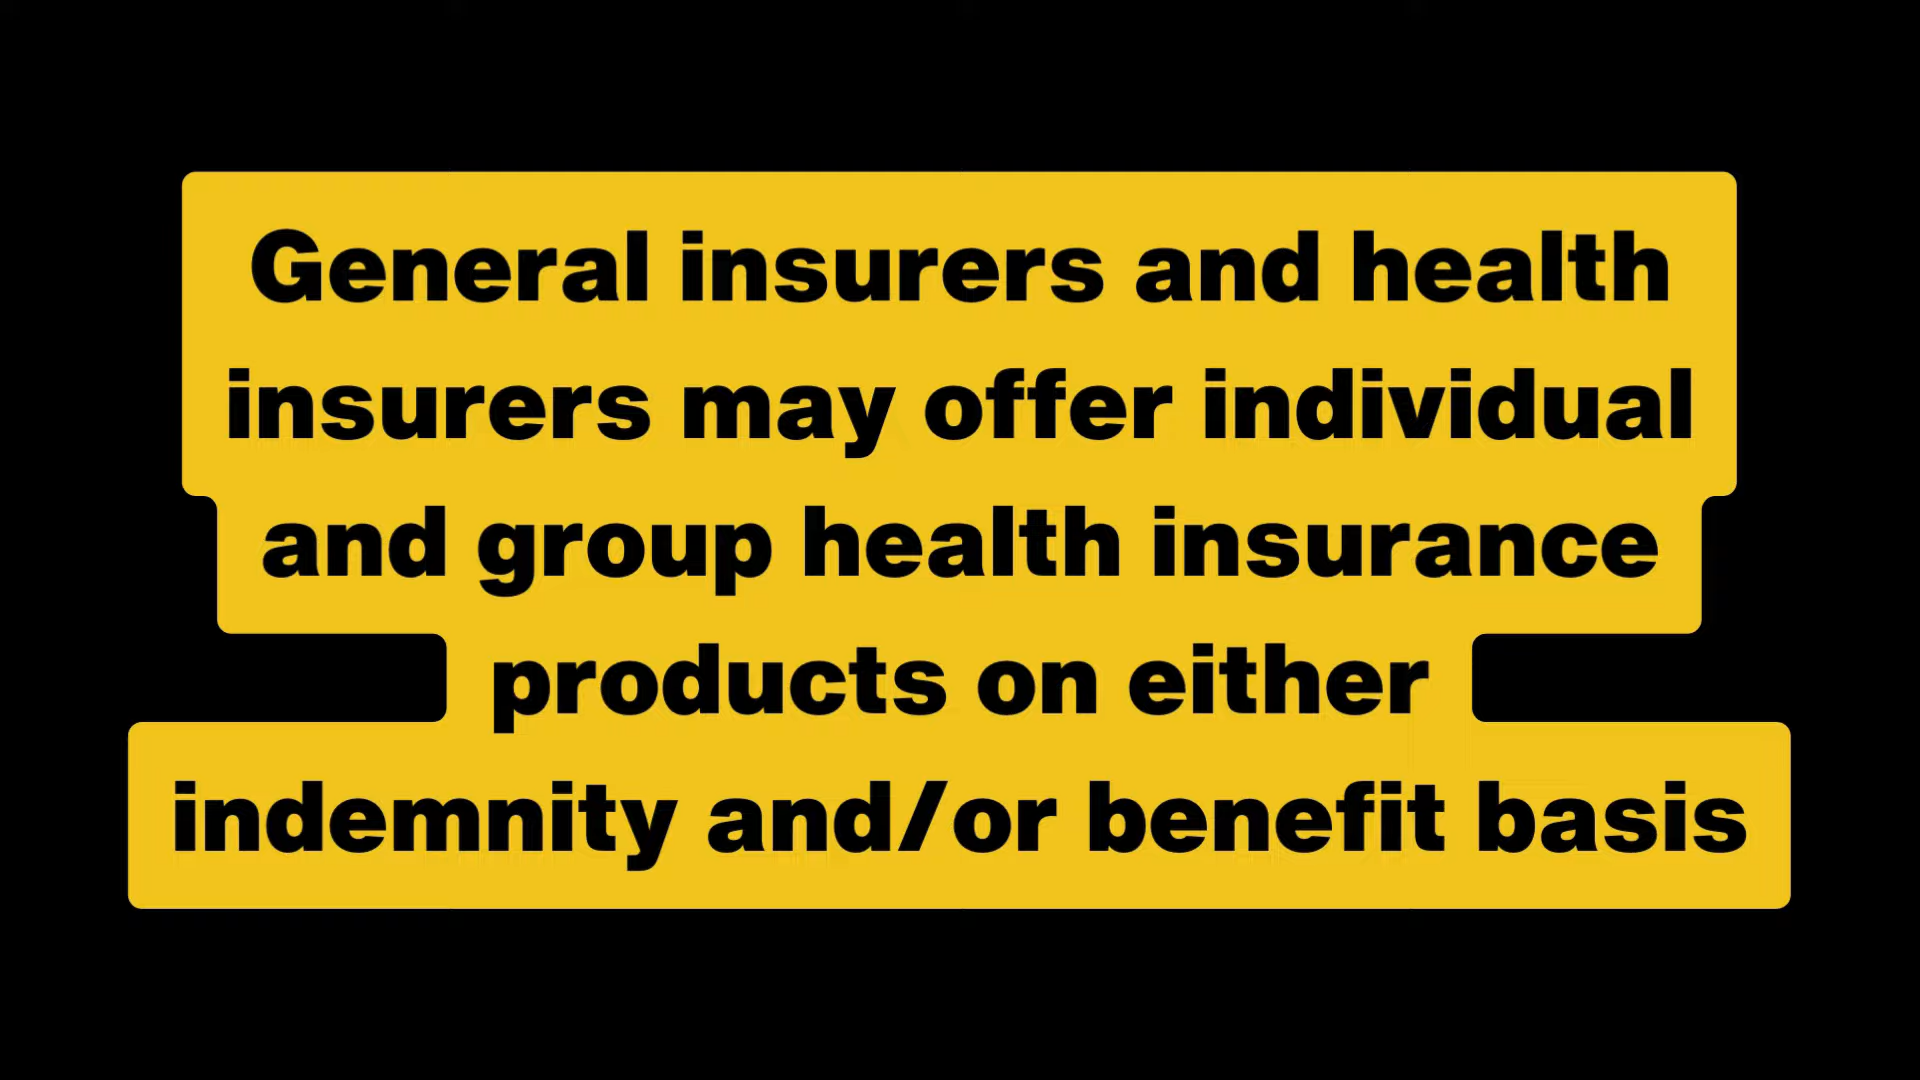 General insurers and health
insurers may offer individual
and group health insurance
products on either
indemnity and/or benefit basis